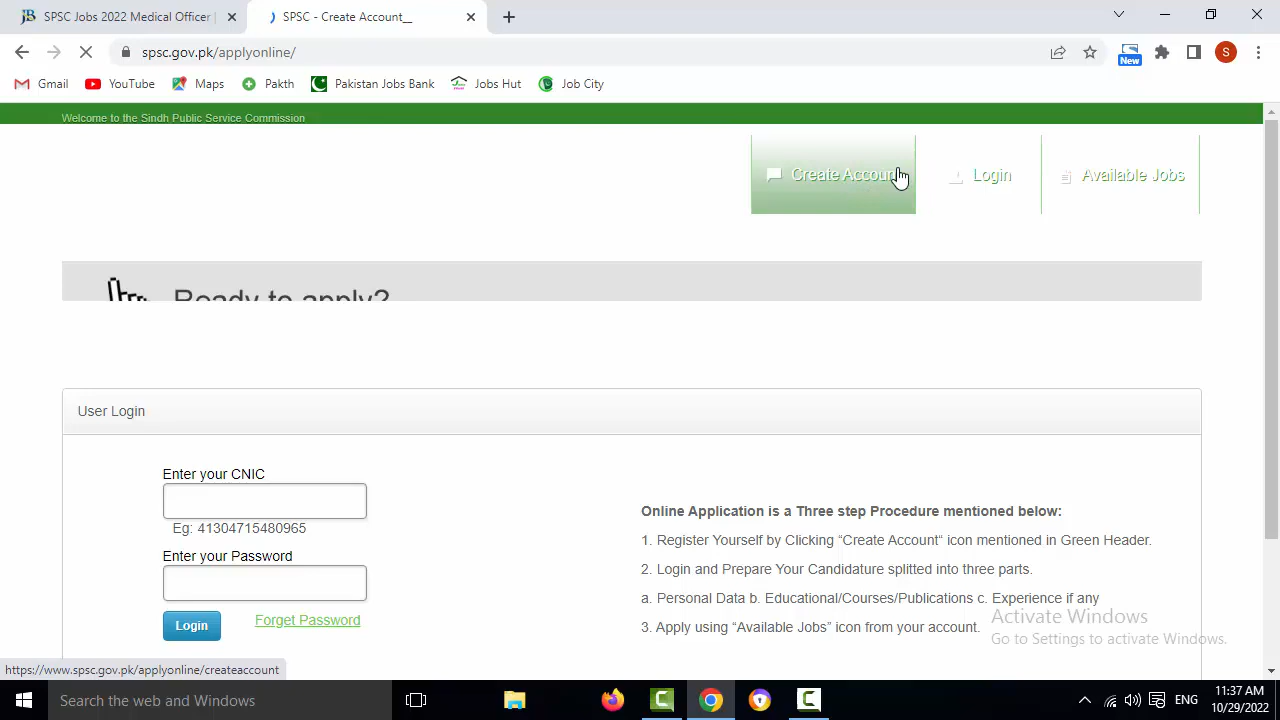 SPSC Jobs 2022 Medical Officer |
SPSC - Create Account__
spsc.gov.pk/applyonline/
New
S
Gmail
YouTube
Maps
Pakth
Pakistan Jobs Bank
Jobs Hut
Job City
Welcome to the Sindh Public Service Commission
Create Account
Login
Available Jobs
Ready to apply?
User Login
Enter your CNIC
Eg: 41304715480965
Enter your Password
Login
Forget Password
Online Application is a Three step Procedure mentioned below:
1. Register Yourself by Clicking “Create Account“ icon mentioned in Green Header.
2. Login and Prepare Your Candidature splitted into three parts.
a. Personal Data b. Educational/Courses/Publications c. Experience if any
3. Apply using “Available Jobs” icon from your account.
Activate Windows
Go to Settings to activate Windows.
https://www.spsc.gov.pk/applyonline/createaccount
Search the web and Windows
ENG
11:37 AM
10/29/2022